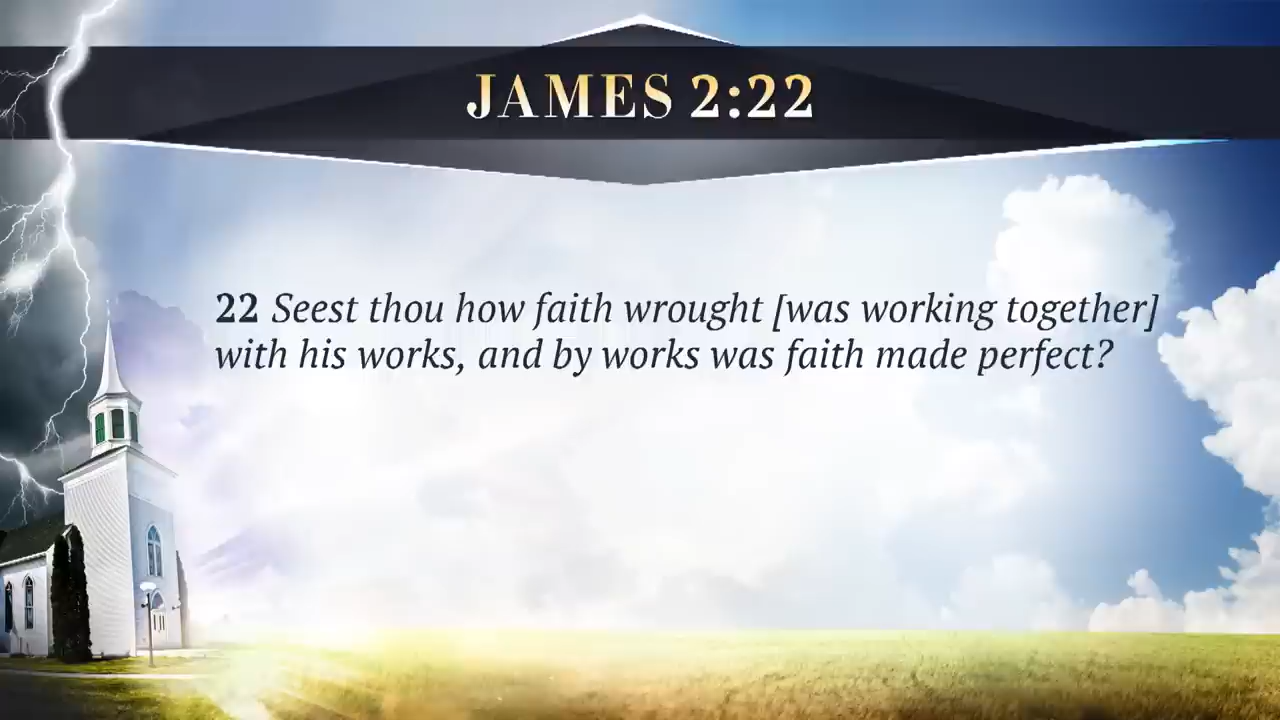 JAMES 2:22
22 Seest thou how faith wrought [was working together]
with his works, and by works was faith made perfect?